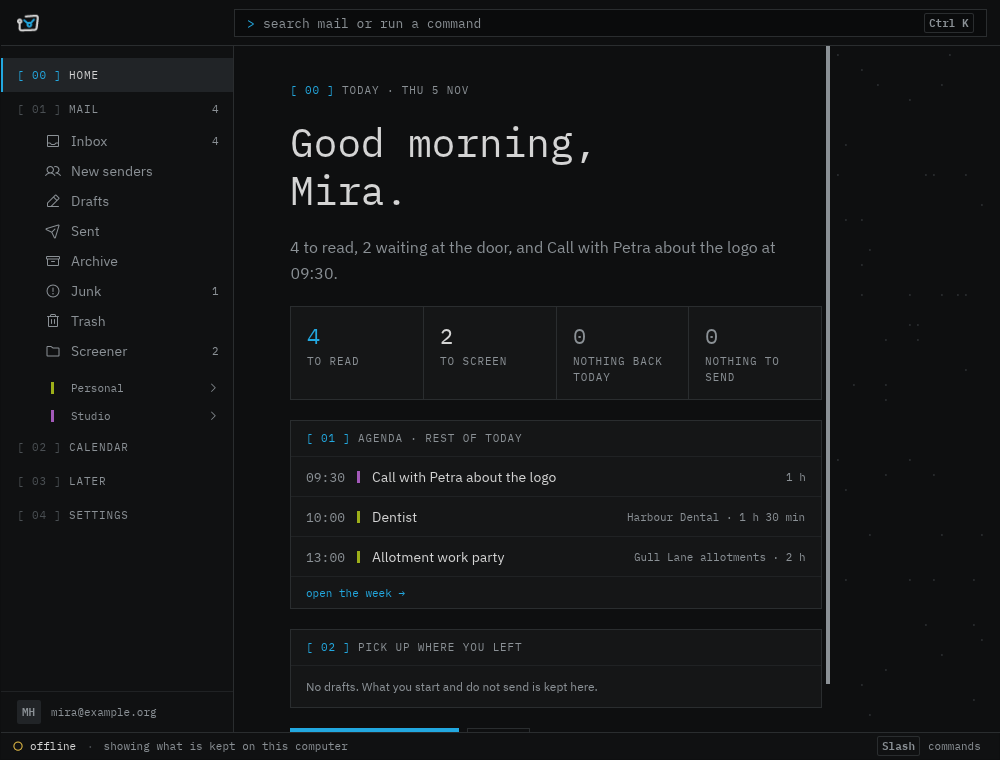 > search mail or run a command
Ctrl K
[ 00 ] HOME
[ 01 ] MAIL 4
Inbox 4
New senders
Drafts
Sent
Archive
Junk 1
Trash
Screener 2
Personal
Studio
[ 02 ] CALENDAR
[ 03 ] LATER
[ 04 ] SETTINGS
MH mira@example.org
[ 00 ] TODAY · THU 5 NOV
Good morning,
Mira.
4 to read, 2 waiting at the door, and Call with Petra about the logo at
09:30.
4
TO READ
2
TO SCREEN
0
NOTHING BACK
TODAY
0
NOTHING TO
SEND
[ 01 ] AGENDA · REST OF TODAY
09:30 Call with Petra about the logo 1 h
10:00 Dentist Harbour Dental · 1 h 30 min
13:00 Allotment work party Gull Lane allotments · 2 h
open the week →
[ 02 ] PICK UP WHERE YOU LEFT
No drafts. What you start and do not send is kept here.
offline · showing what is kept on this computer
Slash commands